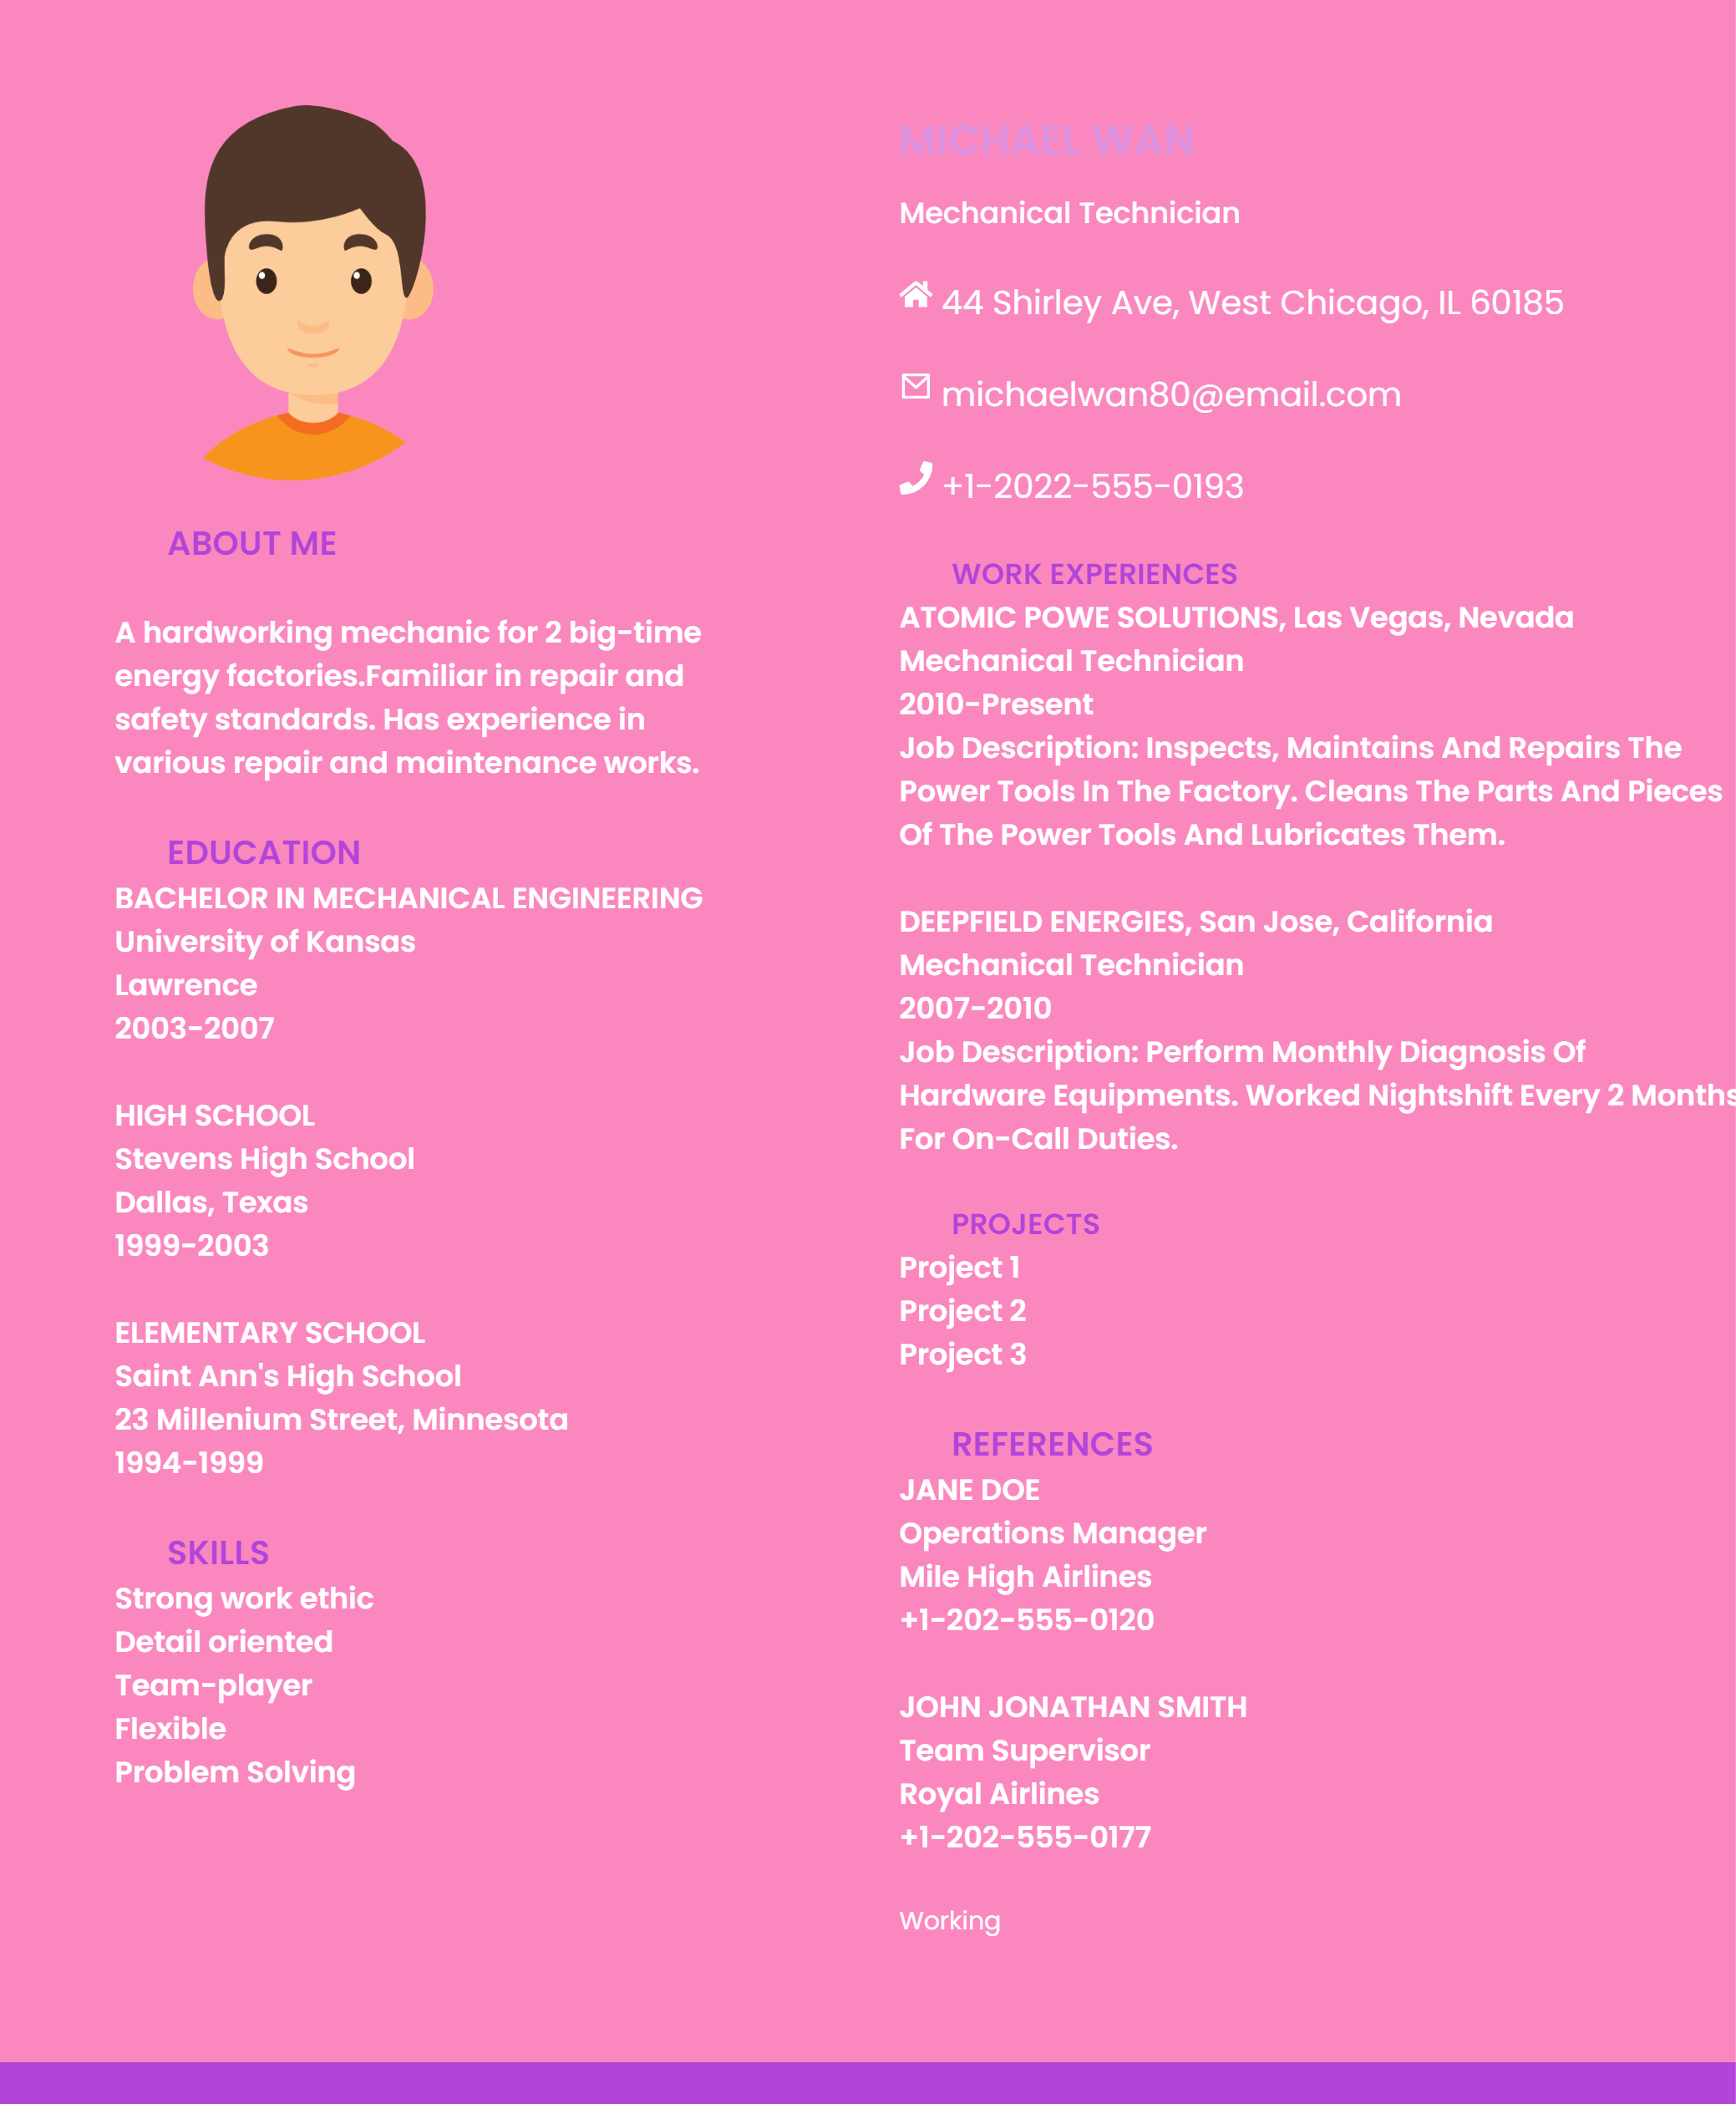 ABOUT ME
A hardworking mechanic for 2 big-time
energy factories.Familiar in repair and
safety standards. Has experience in
various repair and maintenance works.
EDUCATION
BACHELOR IN MECHANICAL ENGINEERING
University of Kansas
Lawrence
2003-2007
HIGH SCHOOL
Stevens High School
Dallas, Texas
1999-2003
ELEMENTARY SCHOOL
Saint Ann's High School
23 Millenium Street, Minnesota
1994-1999
SKILLS
Strong work ethic
Detail oriented
Team-player
Flexible
Problem Solving
MICHAEL WAN
Mechanical Technician
44 Shirley Ave, West Chicago, IL 60185
michaelwan80@email.com
+1-2022-555-0193
WORK EXPERIENCES
ATOMIC POWE SOLUTIONS, Las Vegas, Nevada
Mechanical Technician
2010-Present
Job Description: Inspects, Maintains And Repairs The
Power Tools In The Factory. Cleans The Parts And Pieces
Of The Power Tools And Lubricates Them.
DEEPFIELD ENERGIES, San Jose, California
Mechanical Technician
2007-2010
Job Description: Perform Monthly Diagnosis Of
Hardware Equipments. Worked Nightshift Every 2 Months
For On-Call Duties.
PROJECTS
Project 1
Project 2
Project 3
REFERENCES
JANE DOE
Operations Manager
Mile High Airlines
+1-202-555-0120
JOHN JONATHAN SMITH
Team Supervisor
Royal Airlines
+1-202-555-0177
Working